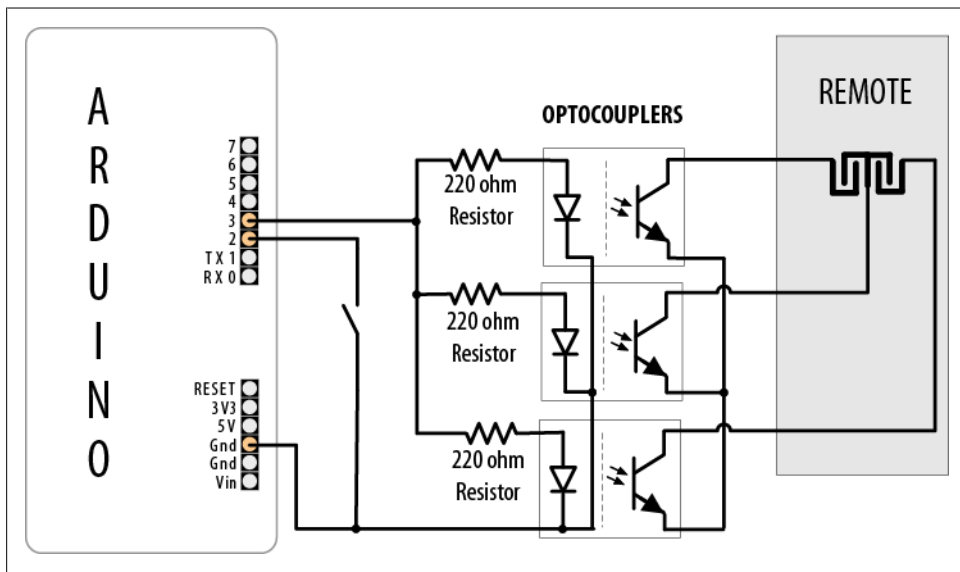 ARDUINO
7
6
5
4
3
2
TX 1
RX 0
RESET
3V3
5V
Gnd
Gnd
Vin
OPTOCOUPLERS
220 ohm
Resistor
220 ohm
Resistor
220 ohm
Resistor
REMOTE